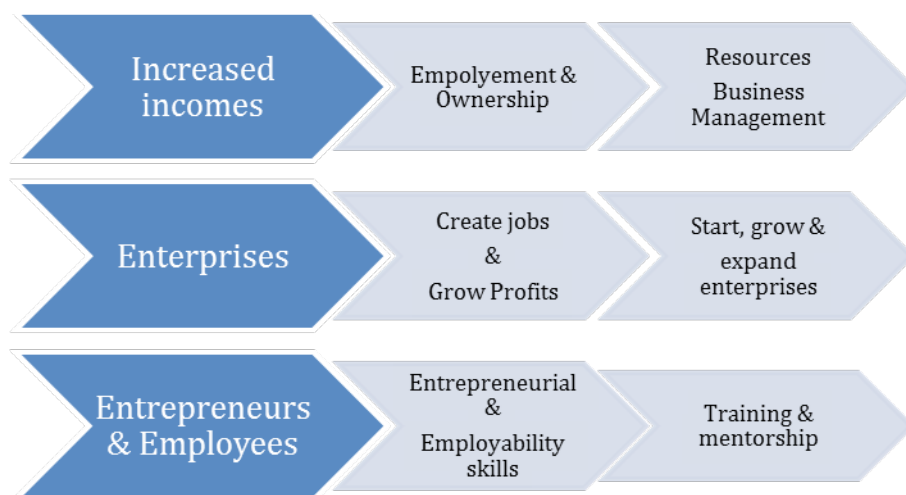 Increased
incomes
Empolyement &
Ownership
Resources
Business
Management
Enterprises
Create jobs
&
Grow Profits
Start, grow &
expand
enterprises
Entrepreneurs
& Employees
Entrepreneurial
&
Employability
skills
Training &
mentorship